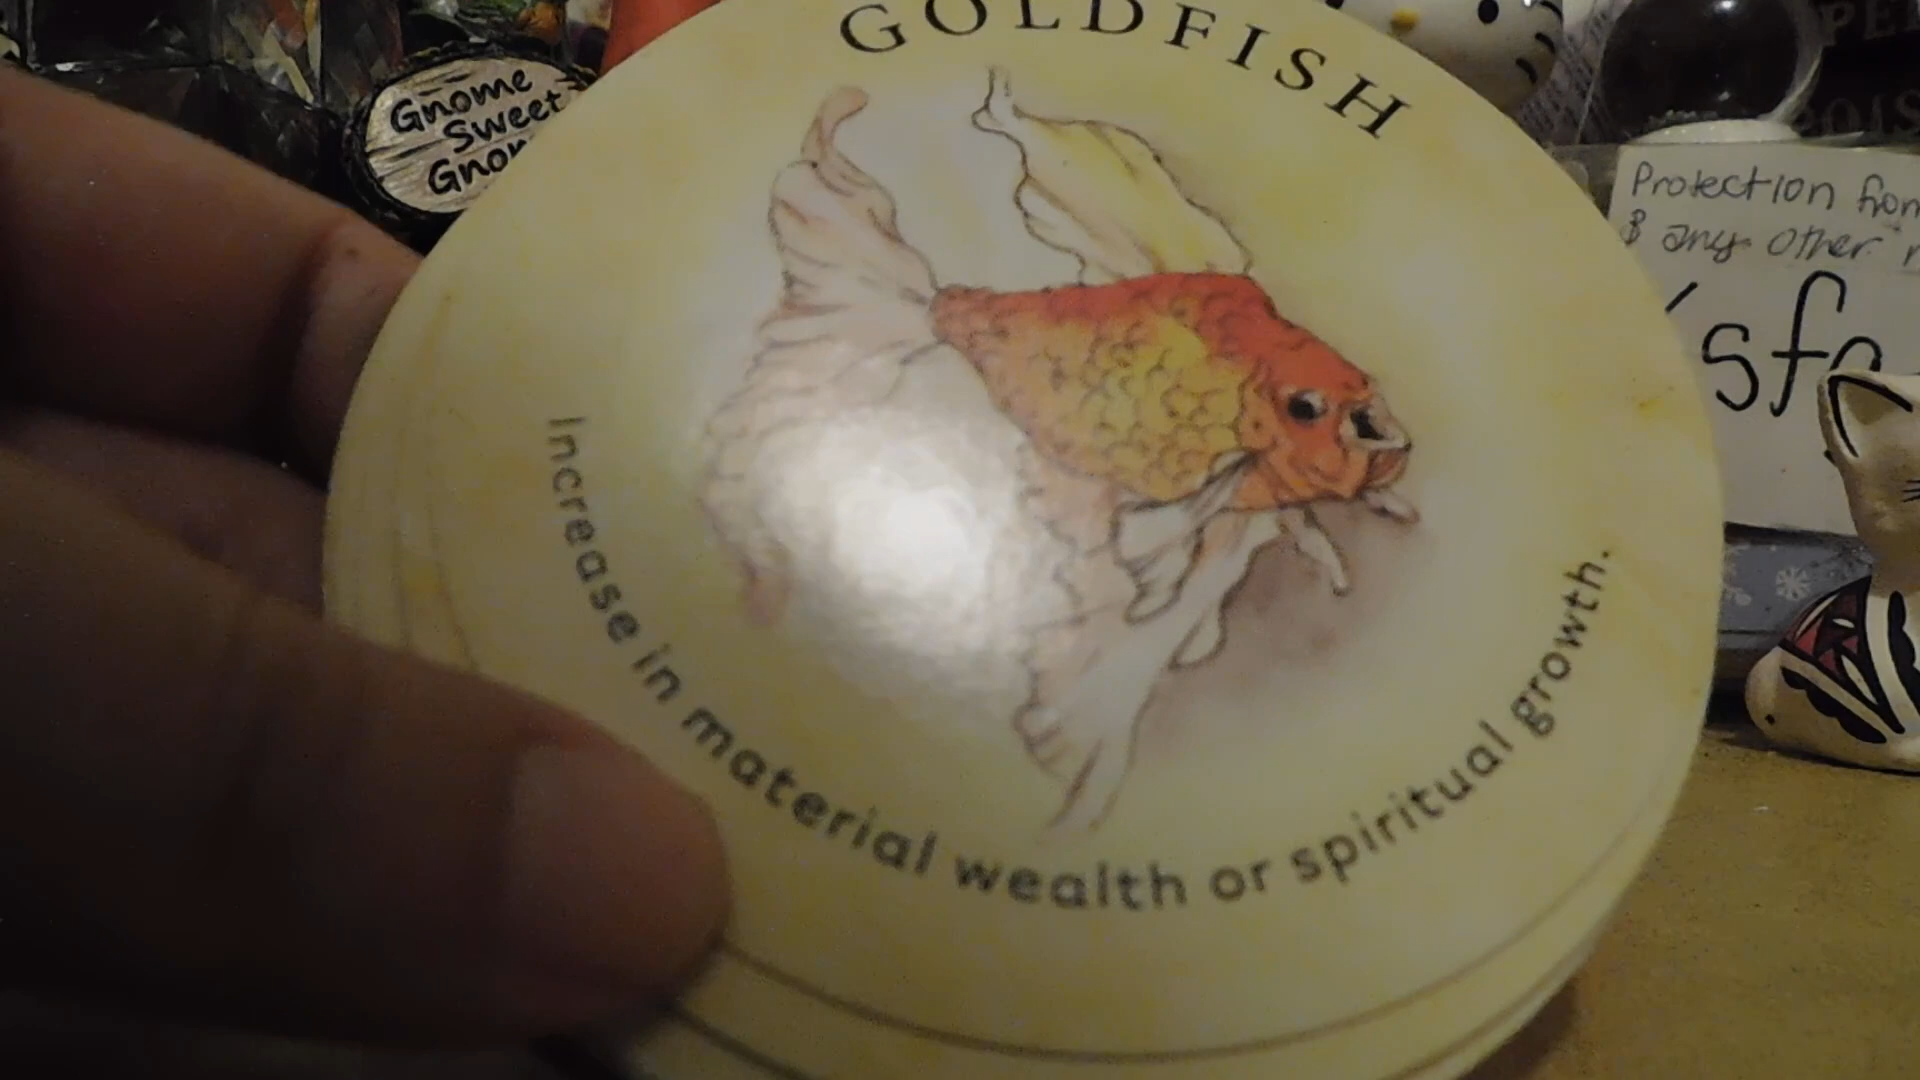 GOLDFISH
Increase in material wealth or spiritual growth.
Gnome
Sweet
Protection from
any other